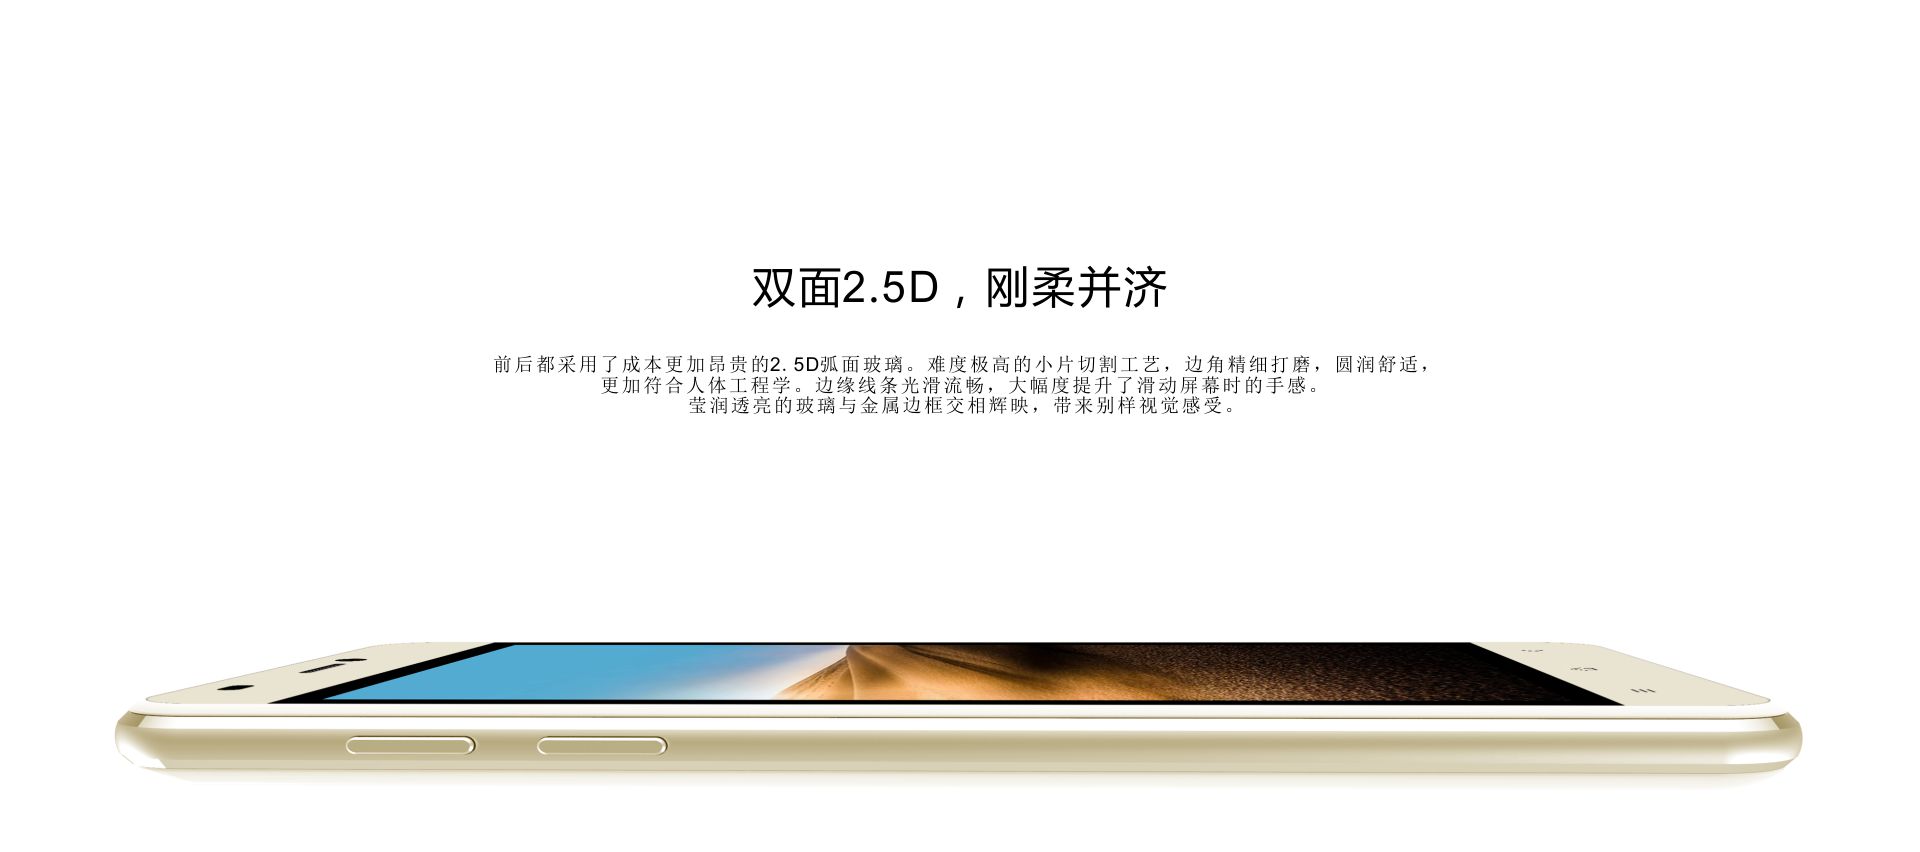 双面2.5D，刚柔并济
前后都采用了成本更加昂贵的2.5D弧面玻璃。难度极高的小片切割工艺，边角精细打磨，圆润舒适，
更加符合人体工程学。边缘线条光滑流畅，大幅度提升了滑动屏幕时的手感。
莹润透亮的玻璃与金属边框交相辉映，带来别样视觉感受。